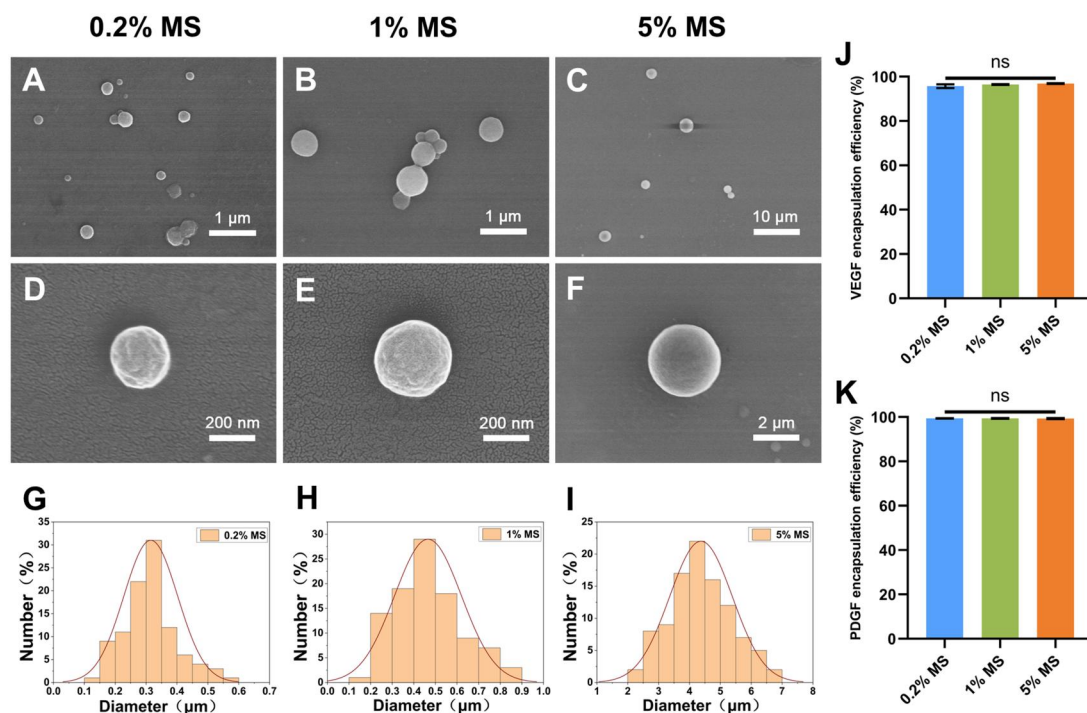 0.2% MS
1% MS
5% MS
A
1 μm
B
1 μm
C
10 μm
D
200 nm
E
200 nm
F
2 μm
G
0.2% MS
Number (%)
35
30
25
20
15
10
5
0
0.0 0.1 0.2 0.3 0.4 0.5 0.6 0.7
Diameter (μm)
H
1% MS
Number (%)
30
25
20
15
10
5
0
0.0 0.1 0.2 0.3 0.4 0.5 0.6 0.7 0.8 0.9 1.0
Diameter (μm)
I
5% MS
Number (%)
25
20
15
10
5
0
1 2 3 4 5 6 7 8
Diameter (μm)
J
ns
VEGF encapsulation efficiency (%)
100
80
60
40
20
0
0.2% MS
1% MS
5% MS
K
ns
PDGF encapsulation efficiency (%)
100
80
60
40
20
0
0.2% MS
1% MS
5% MS